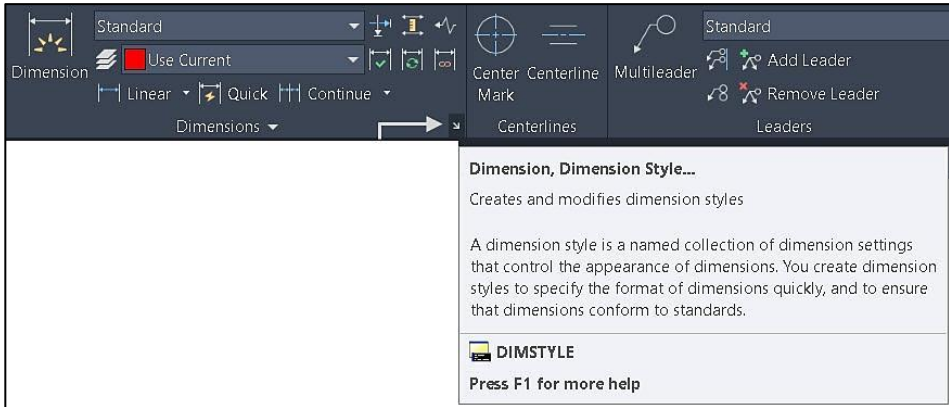 Standard
Use Current
Dimension
Linear Quick Continue
Dimensions
Center Mark
Centerline
Centerlines
Multileader
Standard
Add Leader
Remove Leader
Leaders
Dimension, Dimension Style...
Creates and modifies dimension styles
A dimension style is a named collection of dimension settings
that control the appearance of dimensions. You create dimension
styles to specify the format of dimensions quickly, and to ensure
that dimensions conform to standards.
DIMSTYLE
Press F1 for more help